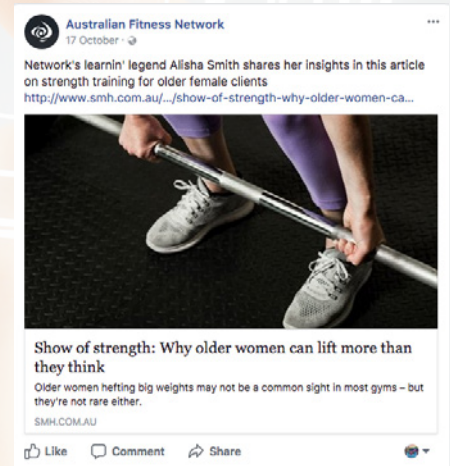 Australian Fitness Network
17 October ·
Network's learnin' legend Alisha Smith shares her insights in this article
on strength training for older female clients
http://www.smh.com.au/.../show-of-strength-why-older-women-ca...
Show of strength: Why older women can lift more than
they think
Older women hefting big weights may not be a common sight in most gyms – but
they're not rare either.
SMH.COM.AU
Like Comment Share